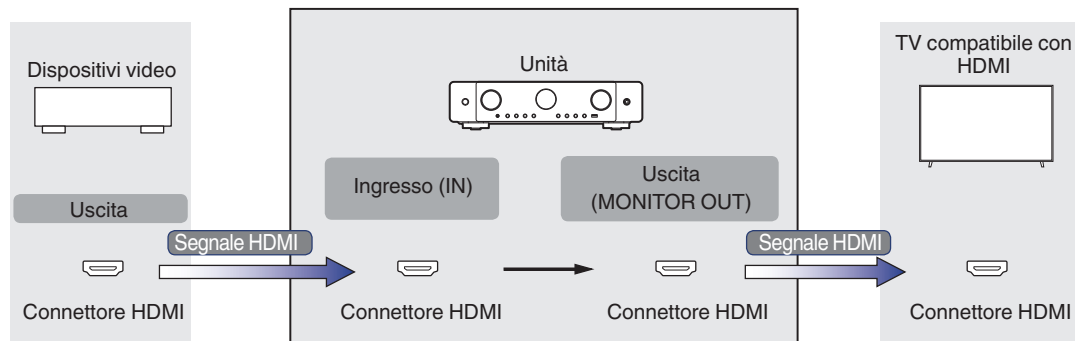 Dispositivi video
Uscita
Segnale HDMI
Connettore HDMI
Unità
Ingresso (IN)
Connettore HDMI
Uscita
(MONITOR OUT)
Connettore HDMI
Segnale HDMI
TV compatibile con
HDMI
Connettore HDMI